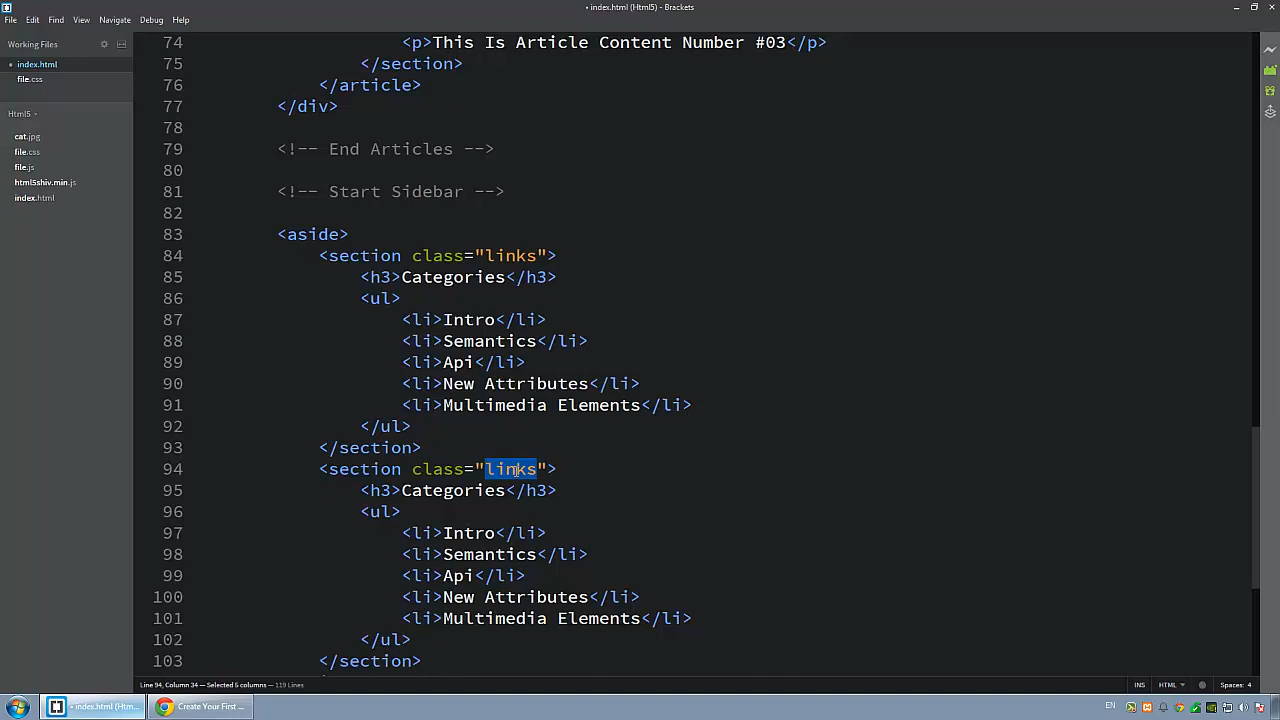 • index.html (Html5) - Brackets
File Edit Find View Navigate Debug Help
Working Files
• index.html
file.css
Html5
cat.jpg
file.css
file.js
html5shiv.min.js
index.html
74 <p>This Is Article Content Number #03</p>
75 </section>
76 </article>
77 </div>
78
79 <!-- End Articles -->
80
81 <!-- Start Sidebar -->
82
83 <aside>
84 <section class="links">
85 <h3>Categories</h3>
86 <ul>
87 <li>Intro</li>
88 <li>Semantics</li>
89 <li>Api</li>
90 <li>New Attributes</li>
91 <li>Multimedia Elements</li>
92 </ul>
93 </section>
94 <section class="links">
95 <h3>Categories</h3>
96 <ul>
97 <li>Intro</li>
98 <li>Semantics</li>
99 <li>Api</li>
100 <li>New Attributes</li>
101 <li>Multimedia Elements</li>
102 </ul>
103 </section>
Line 94, Column 34 — Selected 5 columns — 119 Lines
INS HTML Spaces: 4
• index.html (Htm... Create Your First ... EN